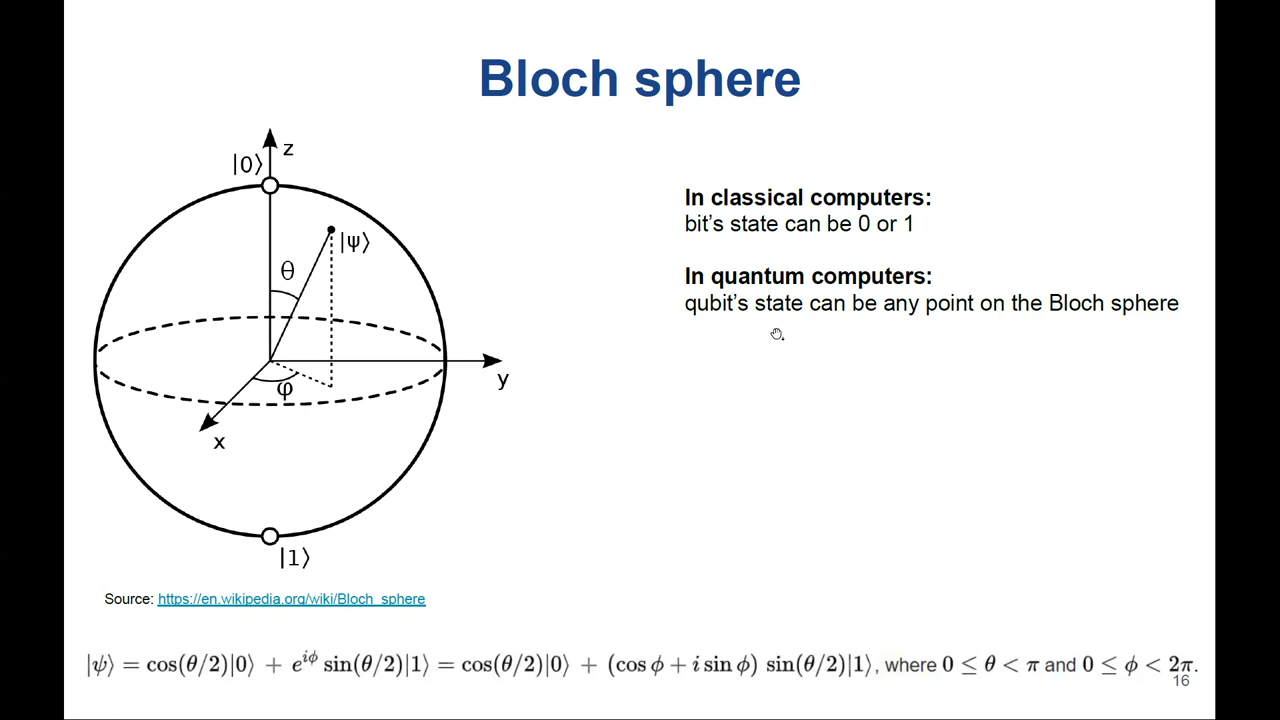 Bloch sphere
z
|0⟩
|ψ⟩
θ
y
φ
x
|1⟩
In classical computers:
bit's state can be 0 or 1
In quantum computers:
qubit's state can be any point on the Bloch sphere
Source: https://en.wikipedia.org/wiki/Bloch_sphere
|ψ⟩ = cos(θ/2)|0⟩ + e^{iϕ} sin(θ/2)|1⟩ = cos(θ/2)|0⟩ + (cos ϕ + i sin ϕ) sin(θ/2)|1⟩, where 0 ≤ θ < π and 0 ≤ ϕ < 2π.
16